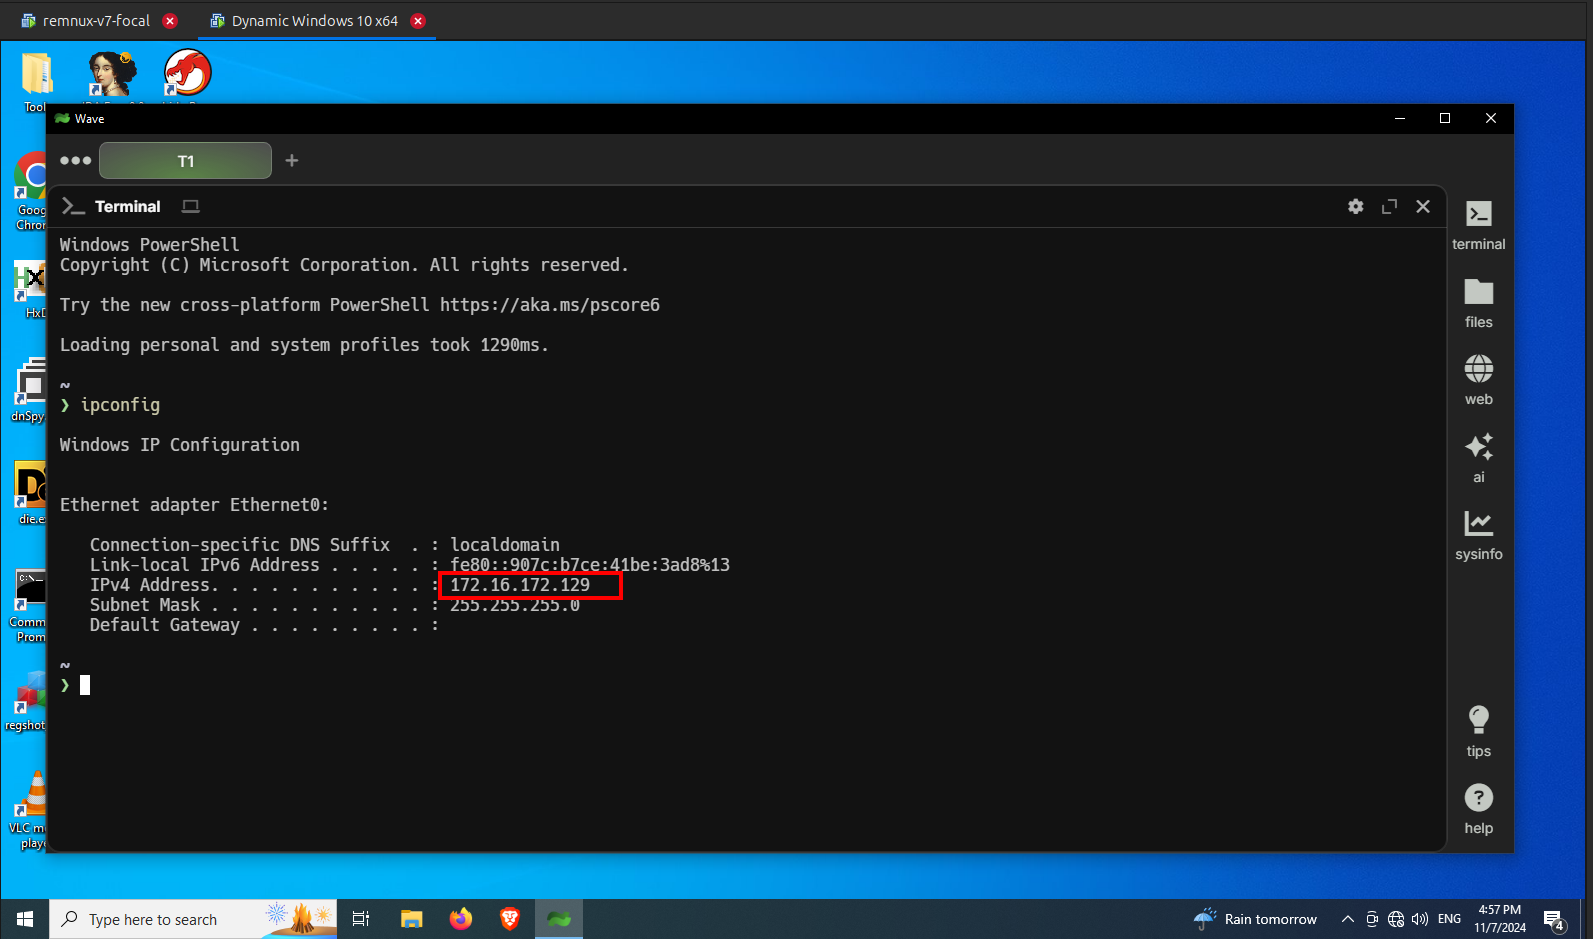 remnux-v7-focal
Dynamic Windows 10 x64
Wave
T1
Terminal
Windows PowerShell
Copyright (C) Microsoft Corporation. All rights reserved.
Try the new cross-platform PowerShell https://aka.ms/pscore6
Loading personal and system profiles took 1290ms.
~
❯ ipconfig
Windows IP Configuration
Ethernet adapter Ethernet0:
Connection-specific DNS Suffix  . : localdomain
Link-local IPv6 Address . . . . . : fe80::907c:b7ce:41be:3ad8%13
IPv4 Address. . . . . . . . . . . : 172.16.172.129
Subnet Mask . . . . . . . . . . . : 255.255.255.0
Default Gateway . . . . . . . . . :
~
❯
terminal
files
web
ai
sysinfo
tips
help
Tool
Goog
Chror
HxD
dnSpy
die.e
Comm
Prom
regshot
VLC m
playe
Type here to search
Rain tomorrow
ENG
4:57 PM
11/7/2024
4